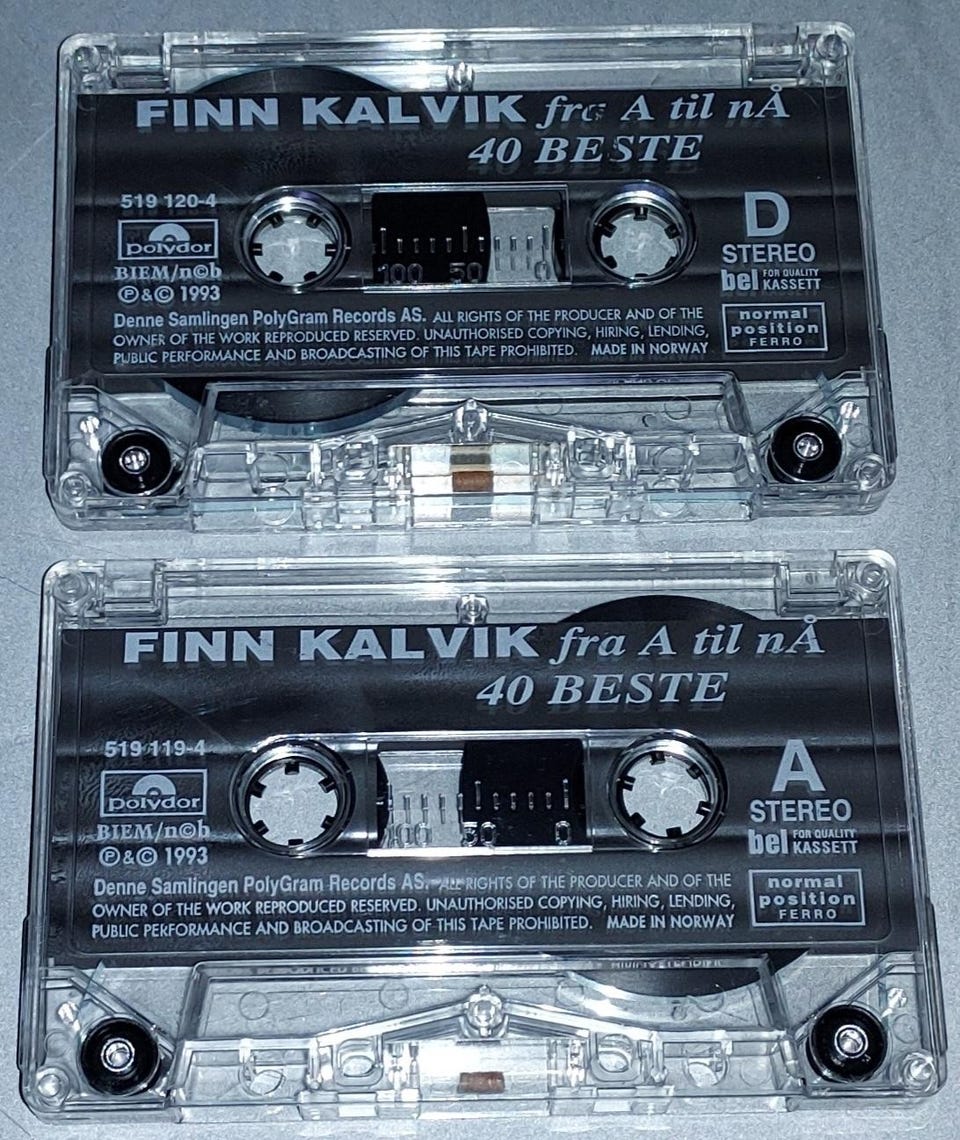 FINN KALVIK fra A til nÅ
40 BESTE
519 120-4
polydor
BIEM/n©b
℗&© 1993
D
STEREO
bel FOR QUALITY KASSETT
100 50 0
Denne Samlingen PolyGram Records AS. ALL RIGHTS OF THE PRODUCER AND OF THE
OWNER OF THE WORK REPRODUCED RESERVED. UNAUTHORISED COPYING, HIRING, LENDING,
PUBLIC PERFORMANCE AND BROADCASTING OF THIS TAPE PROHIBITED. MADE IN NORWAY
normal
position
FERRO
FINN KALVIK fra A til nÅ
40 BESTE
519 119-4
polydor
BIEM/n©b
℗&© 1993
A
STEREO
bel FOR QUALITY KASSETT
100 50 0
Denne Samlingen PolyGram Records AS. ALL RIGHTS OF THE PRODUCER AND OF THE
OWNER OF THE WORK REPRODUCED RESERVED. UNAUTHORISED COPYING, HIRING, LENDING,
PUBLIC PERFORMANCE AND BROADCASTING OF THIS TAPE PROHIBITED. MADE IN NORWAY
normal
position
FERRO